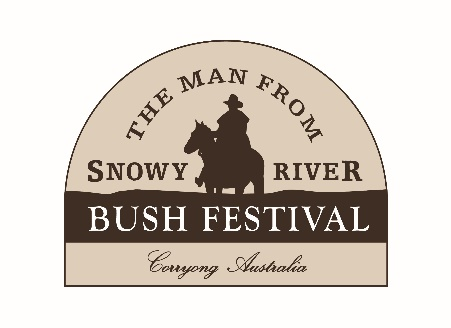 THE MAN FROM
SNOWY RIVER
BUSH FESTIVAL
Corryong Australia